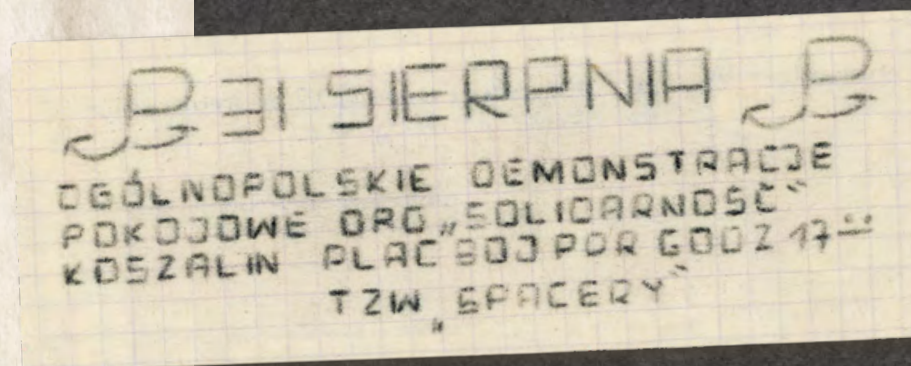 31 SIERPNIA
OGÓLNOPOLSKIE DEMONSTRACJE
POKOJOWE ORG „SOLIDARNOŚĆ“
KOSZALIN PLAC BOJ POR GODZ 1700
TZW „SPACERY“